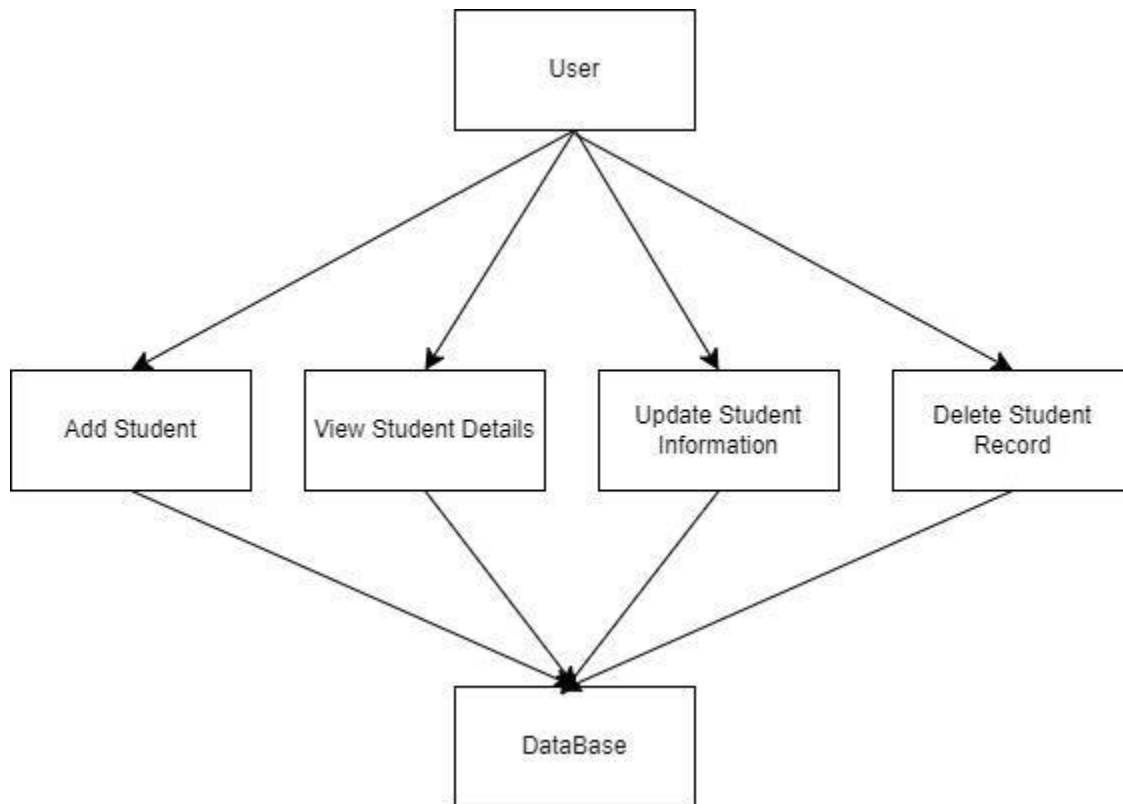 User
Add Student
View Student Details
Update Student
Information
Delete Student
Record
DataBase